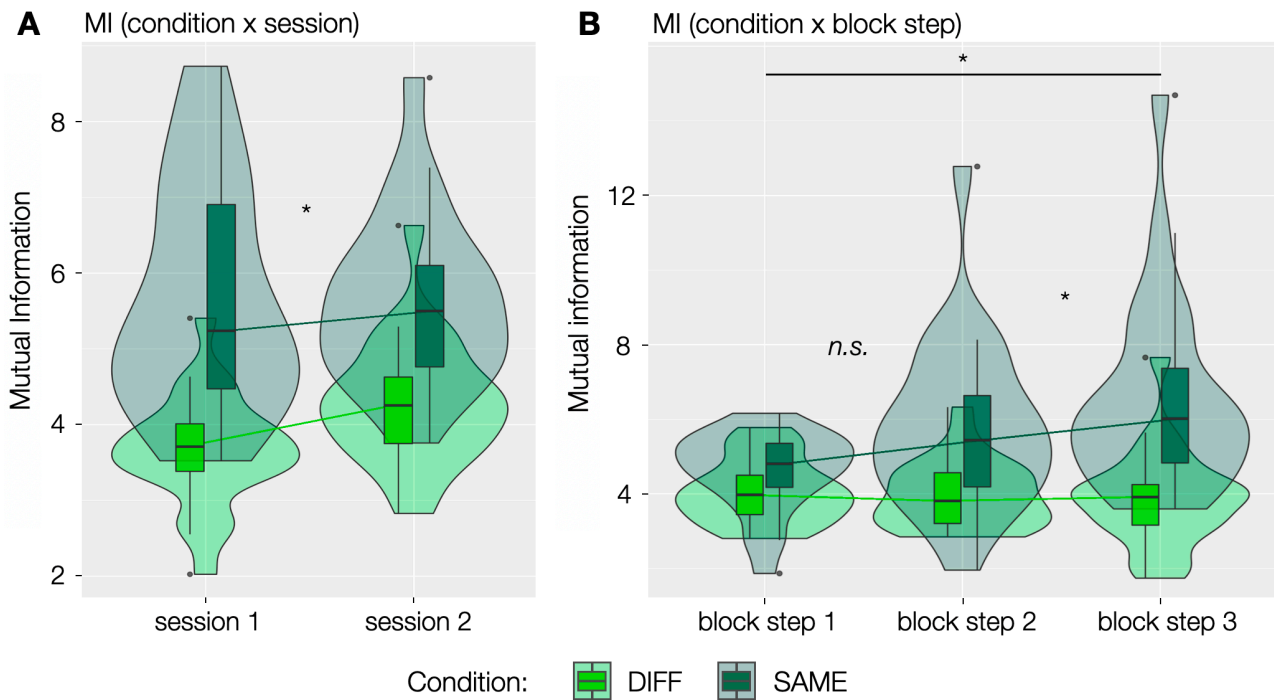 A MI (condition x session)
Mutual Information
8
6
4
2
*
session 1 session 2
B MI (condition x block step)
Mutual information
12
8
4
*
n.s.
*
block step 1 block step 2 block step 3
Condition: DIFF SAME